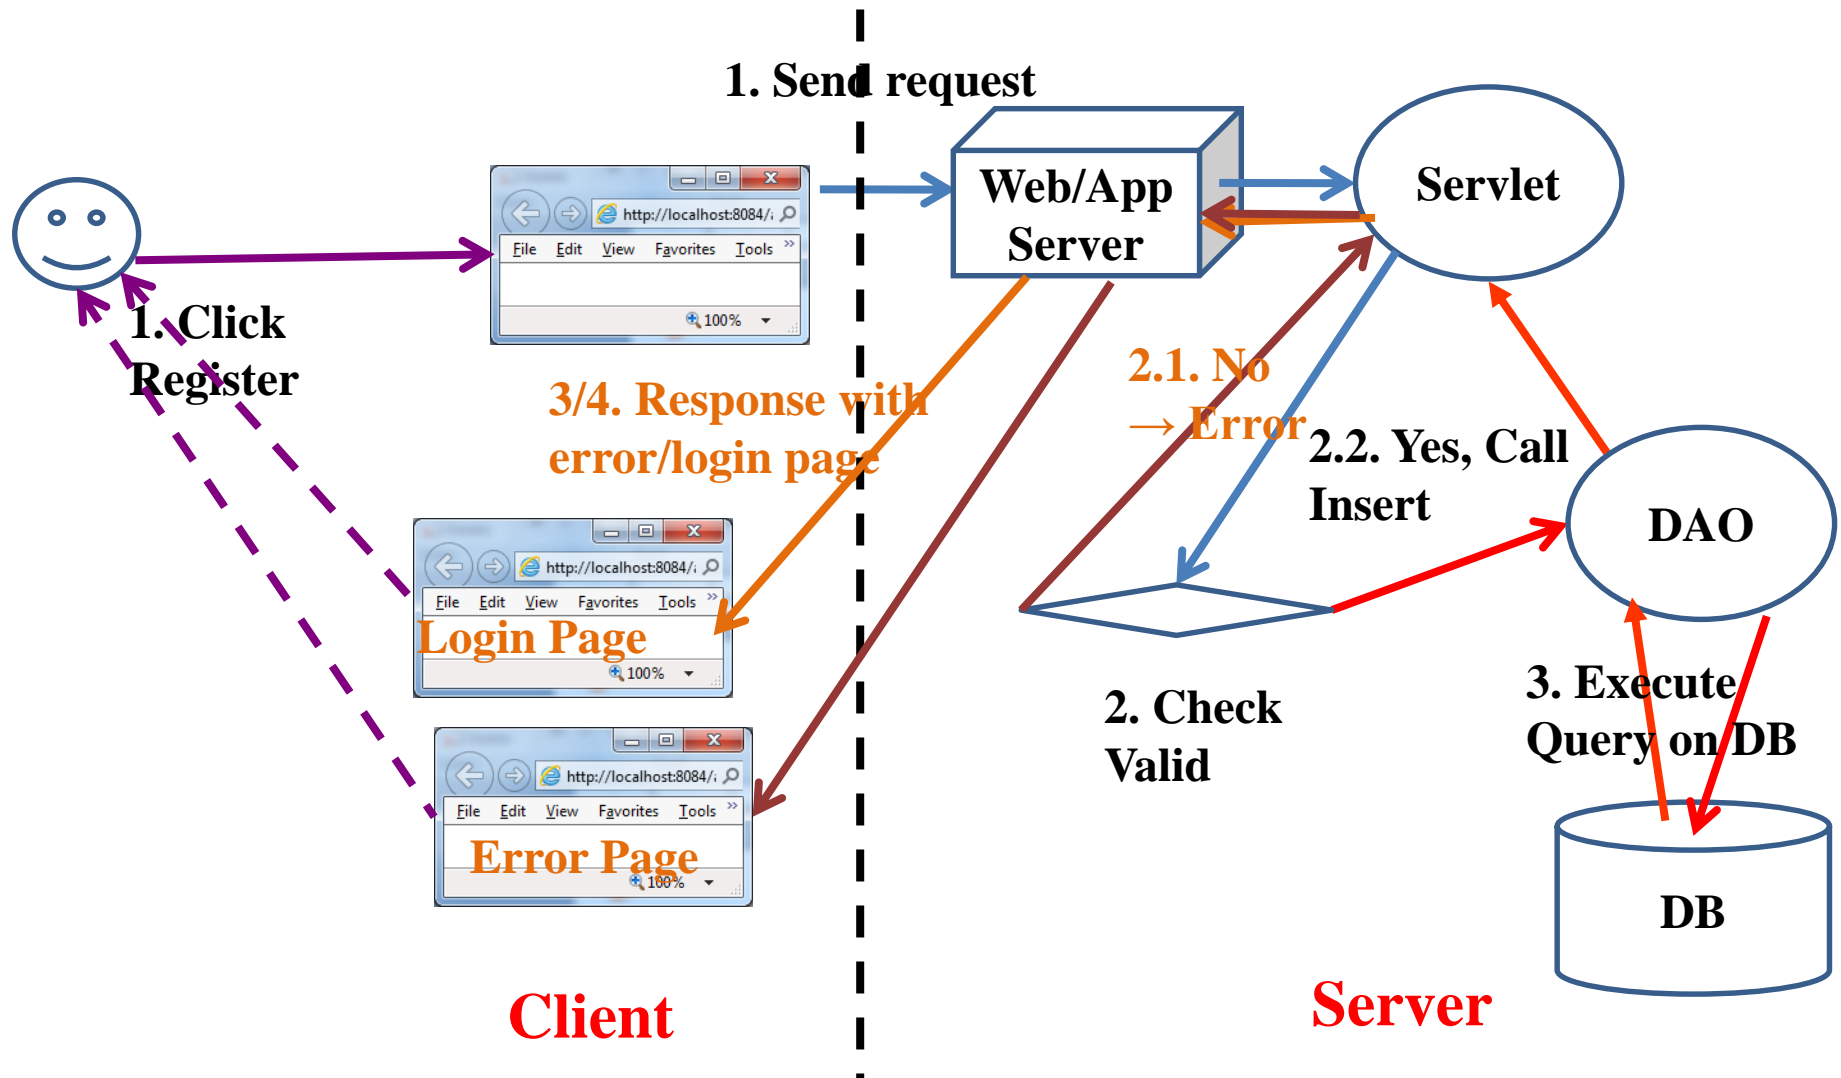 1. Send request
Web/App
Server
Servlet
http://localhost:8084/
File Edit View Favorites Tools »
100%
1. Click
Register
3/4. Response with
error/login page
2.1. No
→ Error
2.2. Yes, Call
Insert
DAO
http://localhost:8084/
File Edit View Favorites Tools »
Login Page
100%
2. Check
Valid
3. Execute
Query on DB
http://localhost:8084/
File Edit View Favorites Tools »
Error Page
100%
DB
Client
Server